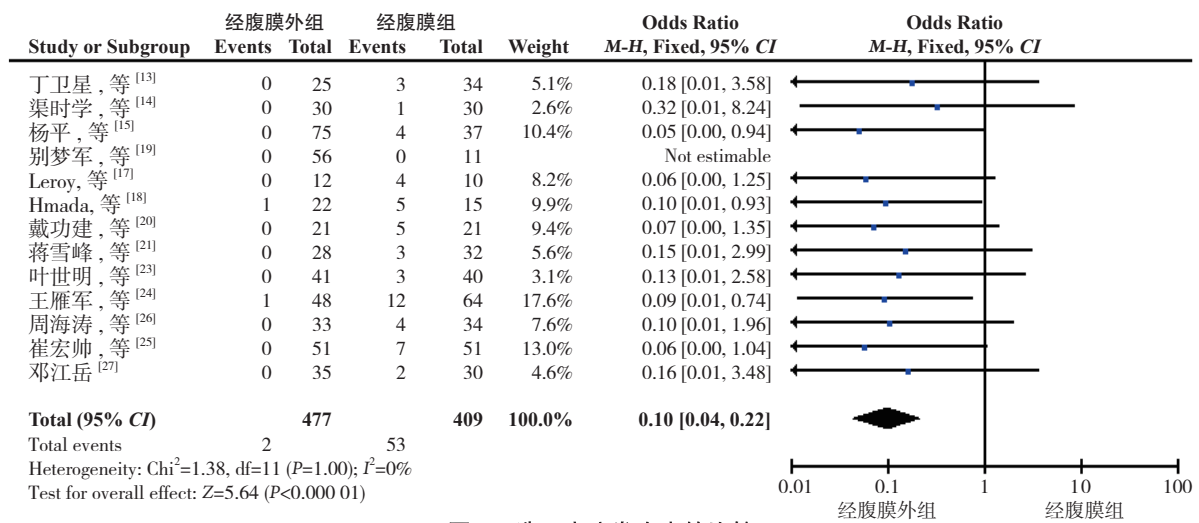 经腹膜外组 经腹膜组 Odds Ratio Odds Ratio
Study or Subgroup Events Total Events Total Weight M-H, Fixed, 95% CI M-H, Fixed, 95% CI
丁卫星 , 等 [13] 0 25 3 34 5.1% 0.18 [0.01, 3.58]
渠时学 , 等 [14] 0 30 1 30 2.6% 0.32 [0.01, 8.24]
杨平 , 等 [15] 0 75 4 37 10.4% 0.05 [0.00, 0.94]
别梦军 , 等 [19] 0 56 0 11 Not estimable
Leroy, 等 [17] 0 12 4 10 8.2% 0.06 [0.00, 1.25]
Hmada, 等 [18] 1 22 5 15 9.9% 0.10 [0.01, 0.93]
戴功建 , 等 [20] 0 21 5 21 9.4% 0.07 [0.00, 1.35]
蒋雪峰 , 等 [21] 0 28 3 32 5.6% 0.15 [0.01, 2.99]
叶世明 , 等 [23] 0 41 3 40 3.1% 0.13 [0.01, 2.58]
王雁军 , 等 [24] 1 48 12 64 17.6% 0.09 [0.01, 0.74]
周海涛 , 等 [26] 0 33 4 34 7.6% 0.10 [0.01, 1.96]
崔宏帅 , 等 [25] 0 51 7 51 13.0% 0.06 [0.00, 1.04]
邓江岳 [27] 0 35 2 30 4.6% 0.16 [0.01, 3.48]
Total (95% CI) 477 409 100.0% 0.10 [0.04, 0.22]
Total events 2 53
Heterogeneity: Chi²=1.38, df=11 (P=1.00); I²=0%
Test for overall effect: Z=5.64 (P<0.000 01)
0.01 0.1 1 10 100
经腹膜外组 经腹膜组